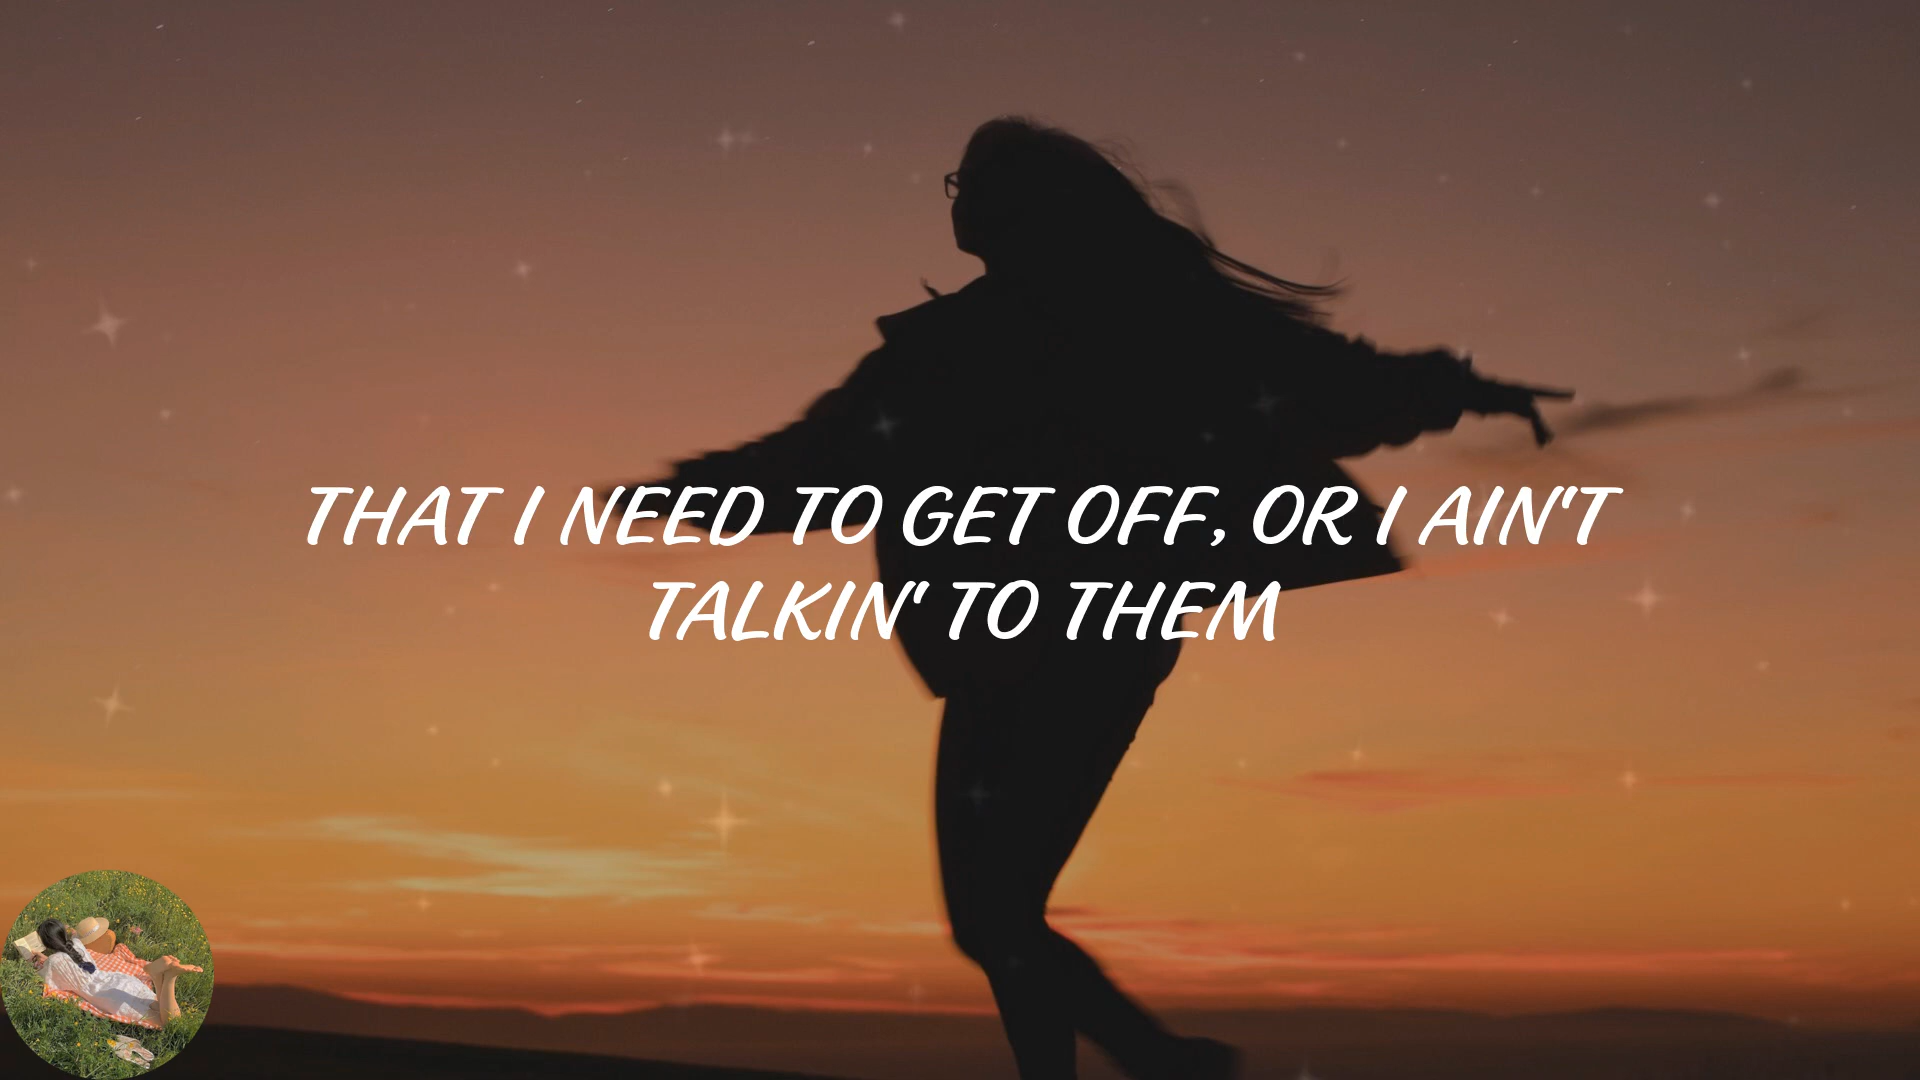 THAT I NEED TO GET OFF, OR I AIN'T
TALKIN' TO THEM